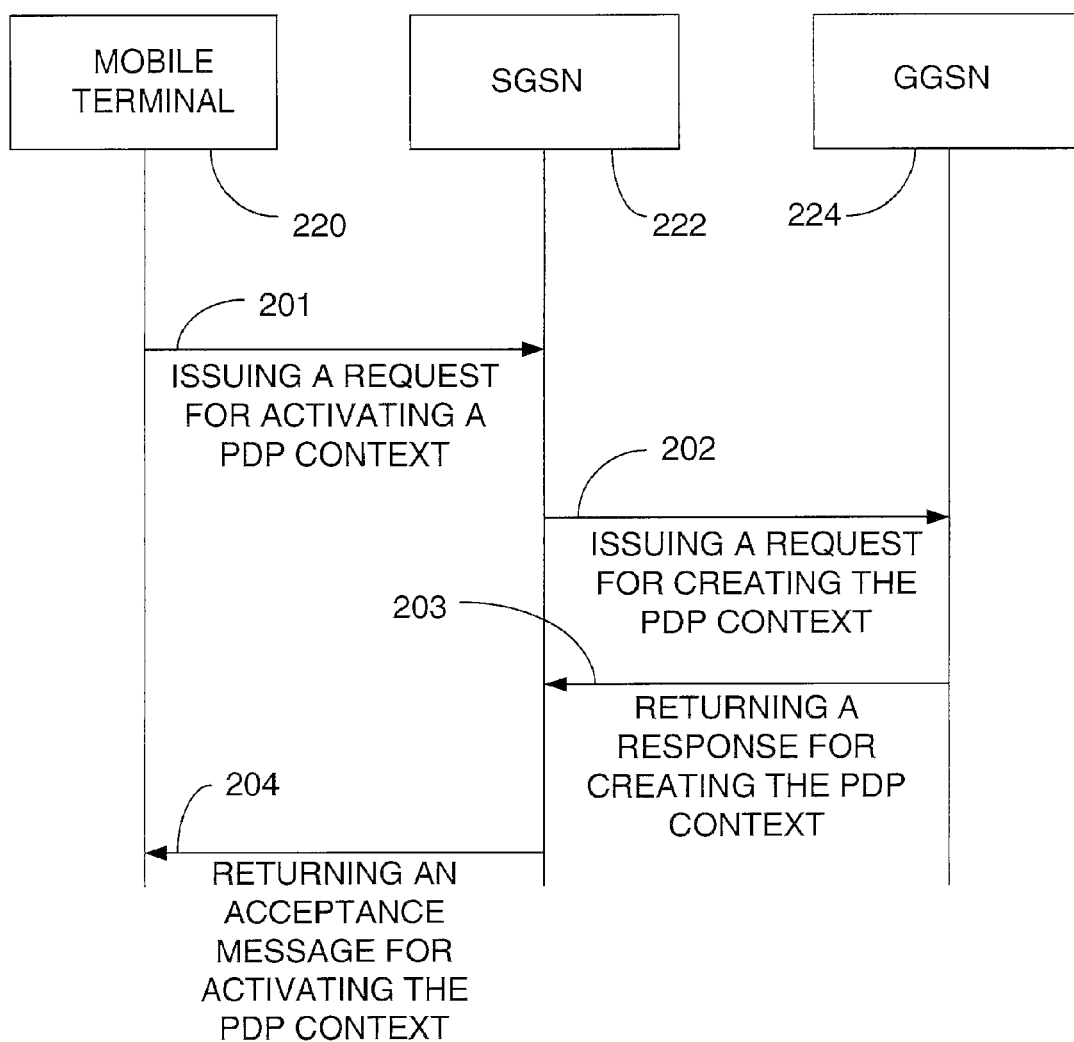 MOBILE
TERMINAL
SGSN
GGSN
220
222
224
201
ISSUING A REQUEST
FOR ACTIVATING A
PDP CONTEXT
202
ISSUING A REQUEST
FOR CREATING THE
PDP CONTEXT
203
RETURNING A
RESPONSE FOR
CREATING THE PDP
CONTEXT
204
RETURNING AN
ACCEPTANCE
MESSAGE FOR
ACTIVATING THE
PDP CONTEXT